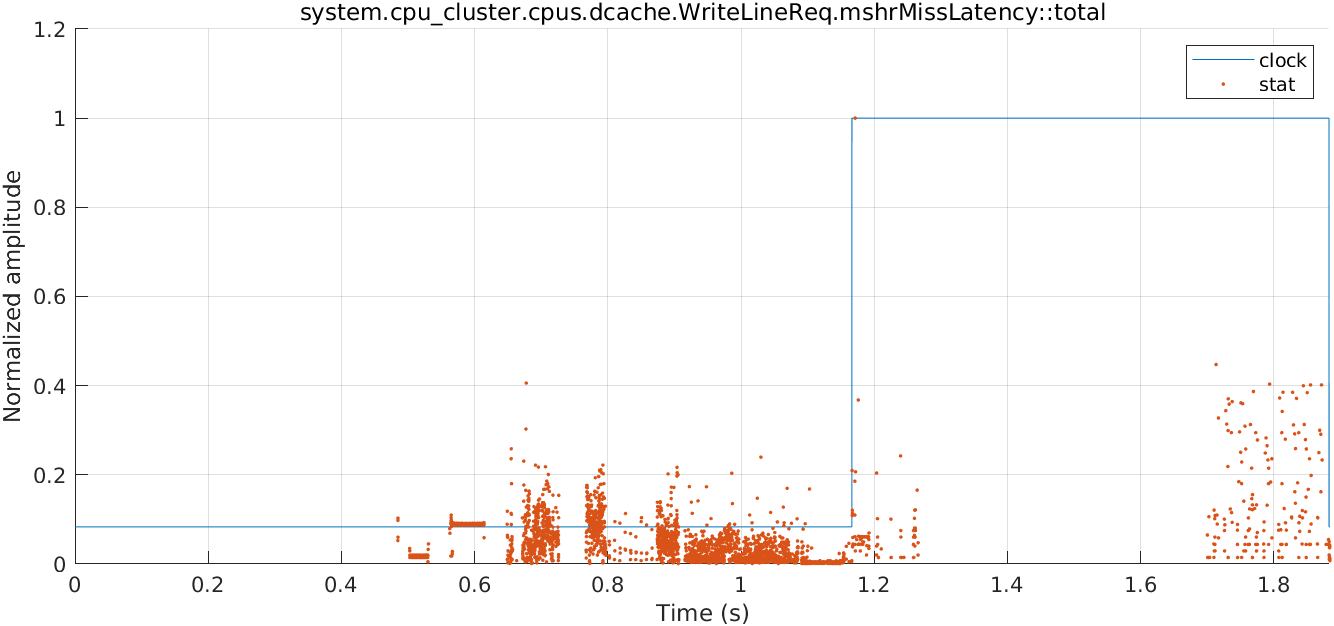 system.cpu_cluster.cpus.dcache.WriteLineReq.mshrMissLatency::total
1.2
1
0.8
0.6
0.4
0.2
0
Normalized amplitude
clock
stat
0 0.2 0.4 0.6 0.8 1 1.2 1.4 1.6 1.8
Time (s)